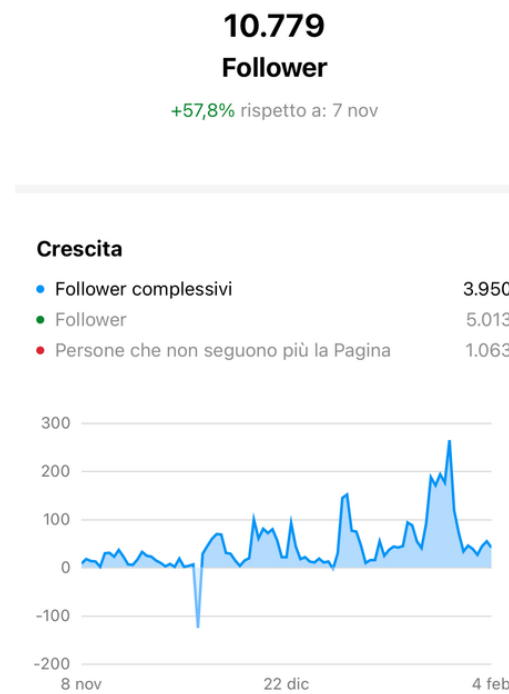 10.779
Follower
+57,8% rispetto a: 7 nov
Crescita
Follower complessivi 3.950
Follower 5.013
Persone che non seguono più la Pagina 1.063
300
200
100
0
-100
-200
8 nov 22 dic 4 feb